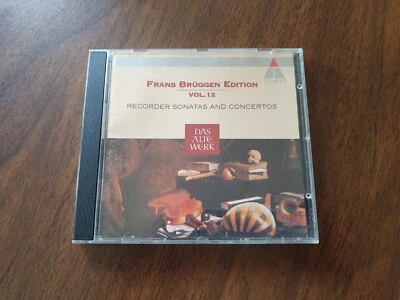 FRANS BRÜGGEN EDITION
VOL.12
RECORDER SONATAS AND CONCERTOS
DAS
ALTE
WERK